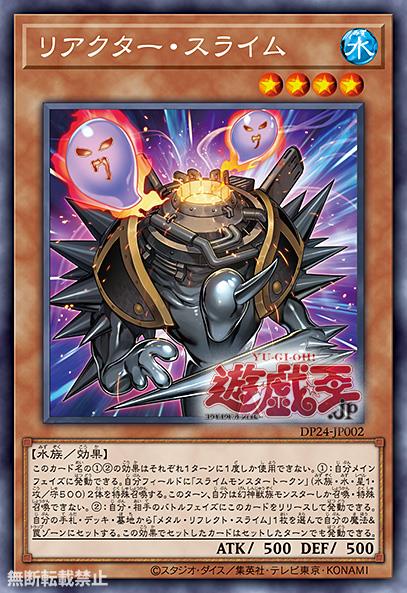 リアクター・スライム
水
YU-GI-OH!
遊戯王.jp
DP24-JP002
【水族/効果】
このカード名の①②の効果はそれぞれ1ターンに1度しか使用できない。①:自分メイン
フェイズに発動できる。自分フィールドに「スライムモンスタートークン」(水族・水・星1・
攻/守500)2体を特殊召喚する。このターン、自分は幻神獣族モンスターしか召喚・特殊
召喚できない。②:自分・相手のバトルフェイズにこのカードをリリースして発動できる。
自分の手札・デッキ・墓地から「メタル・リフレクト・スライム」1枚を選んで自分の魔法&
罠ゾーンにセットする。この効果でセットしたカードはセットしたターンでも発動できる。
ATK/ 500 DEF/ 500
無断転載禁止
©スタジオ・ダイス/集英社・テレビ東京・KONAMI